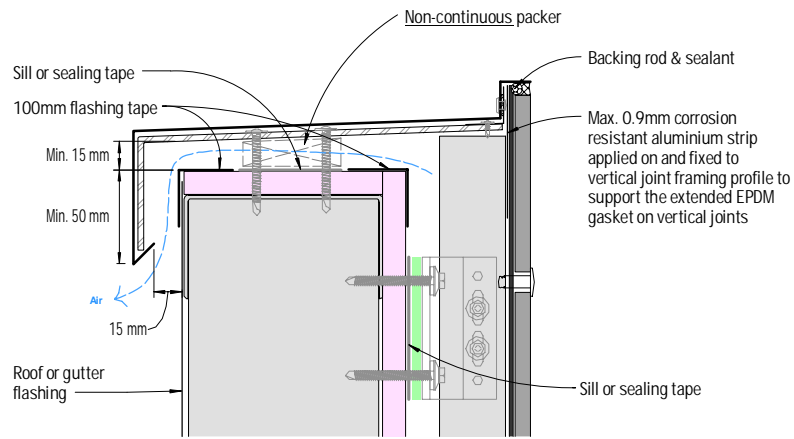 Non-continuous packer
Backing rod & sealant
Sill or sealing tape
100mm flashing tape
Min. 15 mm
Max. 0.9mm corrosion
resistant aluminium strip
applied on and fixed to
vertical joint framing profile to
support the extended EPDM
gasket on vertical joints
Min. 50 mm
Air
15 mm
Roof or gutter
flashing
Sill or sealing tape